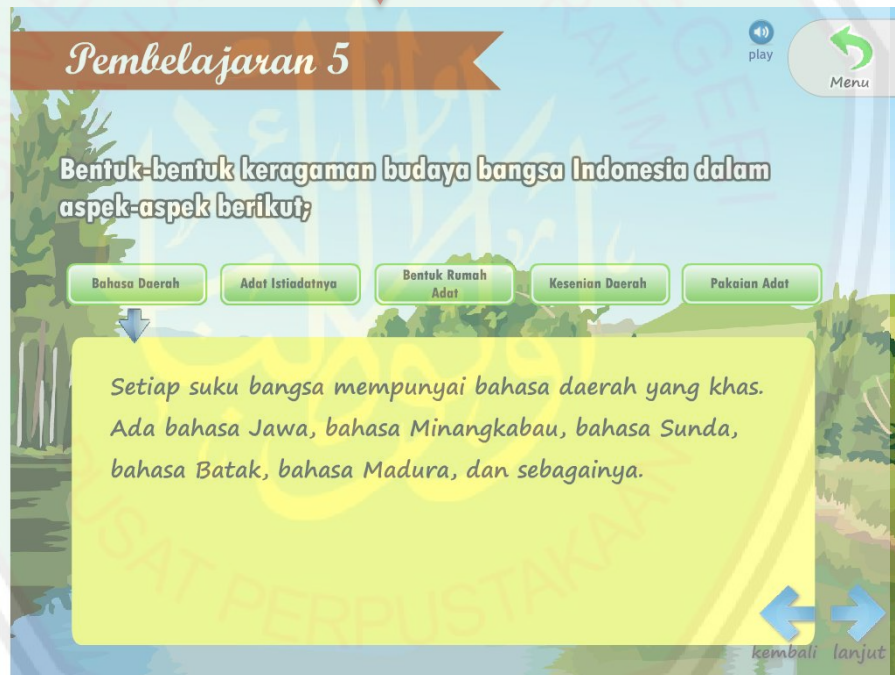 Pembelajaran 5
play
Menu
Bentuk-bentuk keragaman budaya bangsa Indonesia dalam
aspek-aspek berikut;
Bahasa Daerah
Adat Istiadatnya
Bentuk Rumah
Adat
Kesenian Daerah
Pakaian Adat
Setiap suku bangsa mempunyai bahasa daerah yang khas.
Ada bahasa Jawa, bahasa Minangkabau, bahasa Sunda,
bahasa Batak, bahasa Madura, dan sebagainya.
kembali lanjut
PUSAT PERPUSTAKAAN